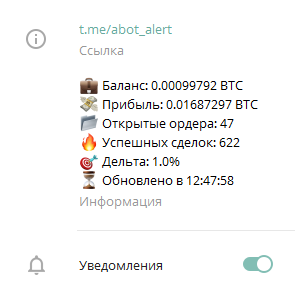 t.me/abot_alert
Ссылка
💼 Баланс: 0.00099792 BTC
💸 Прибыль: 0.01687297 BTC
📂 Открытые ордера: 47
🔥 Успешных сделок: 622
🎯 Дельта: 1.0%
⏳ Обновлено в 12:47:58
Информация
Уведомления